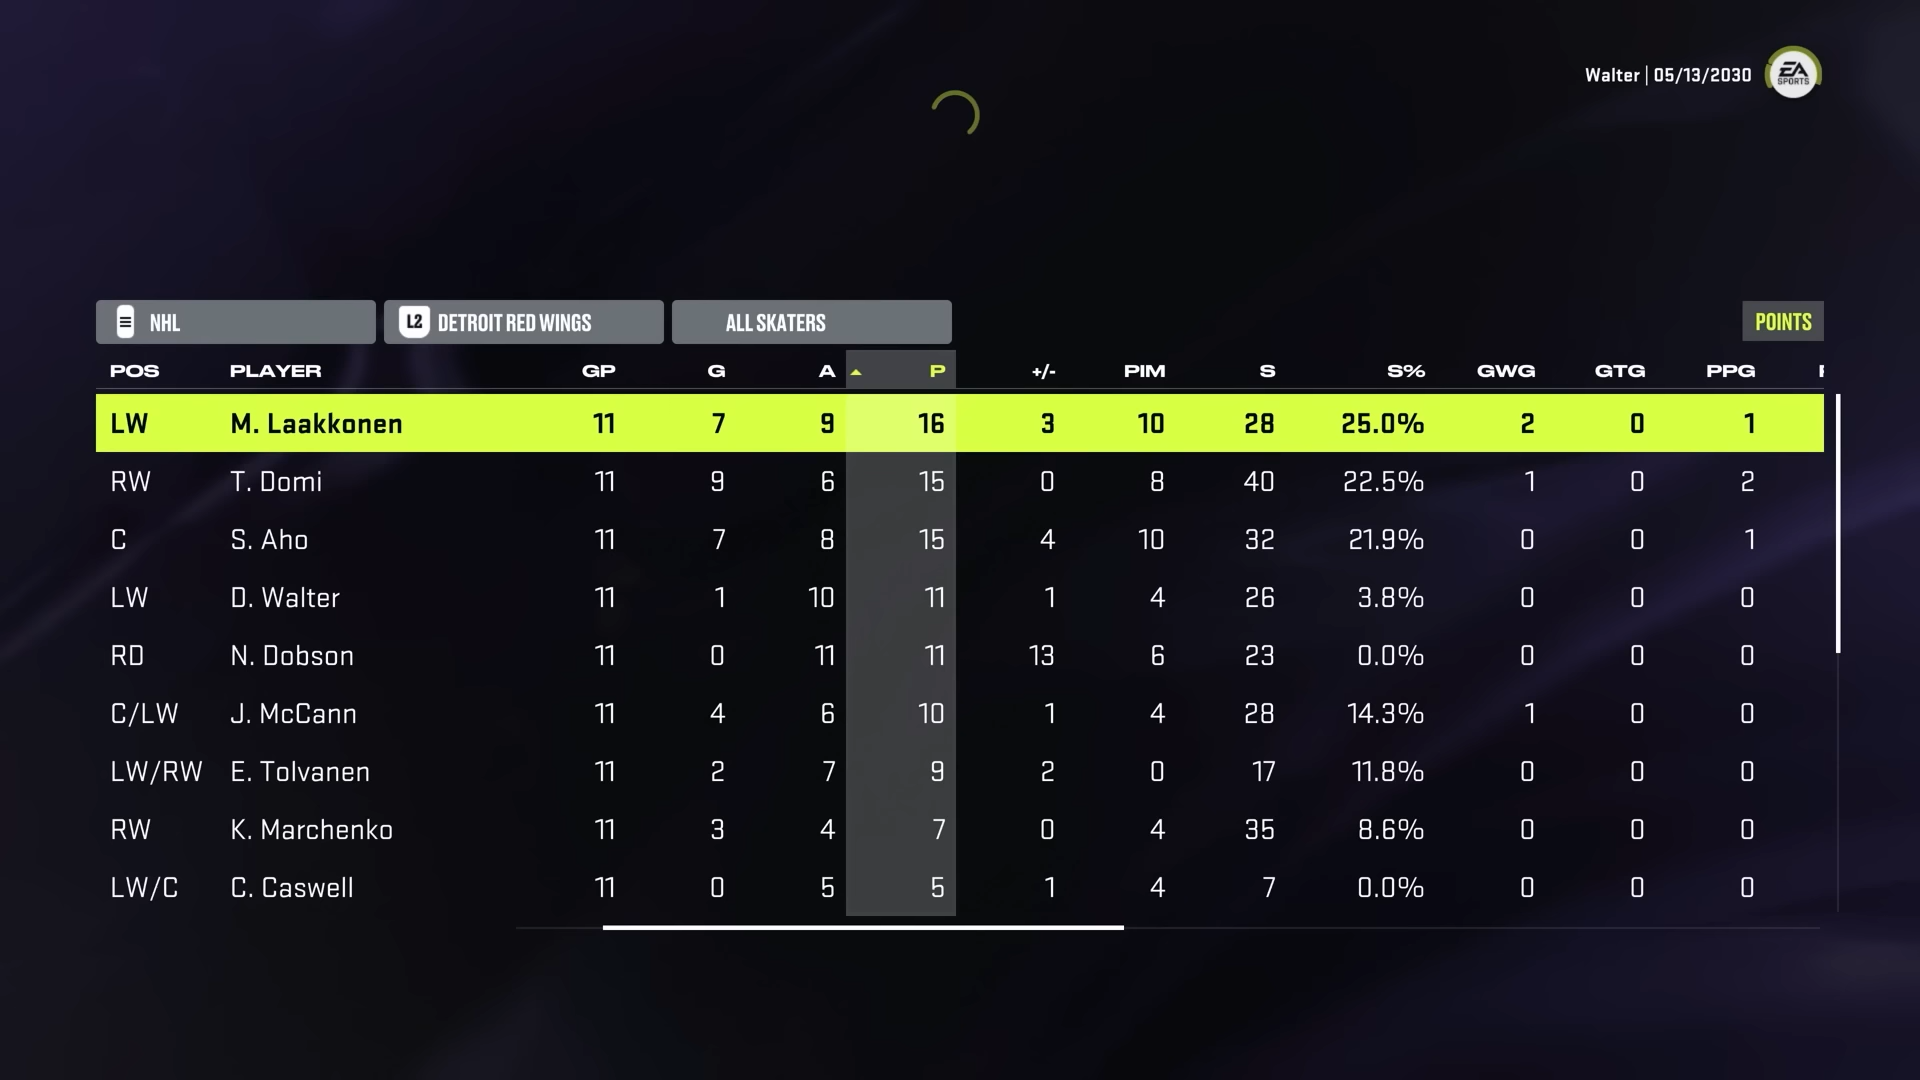 Walter | 05/13/2030
EA SPORTS
NHL
L2 DETROIT RED WINGS
ALL SKATERS
POINTS
POS PLAYER GP G A P +/- PIM S S% GWG GTG PPG
LW M. Laakkonen 11 7 9 16 3 10 28 25.0% 2 0 1
RW T. Domi 11 9 6 15 0 8 40 22.5% 1 0 2
C S. Aho 11 7 8 15 4 10 32 21.9% 0 0 1
LW D. Walter 11 1 10 11 1 4 26 3.8% 0 0 0
RD N. Dobson 11 0 11 11 13 6 23 0.0% 0 0 0
C/LW J. McCann 11 4 6 10 1 4 28 14.3% 1 0 0
LW/RW E. Tolvanen 11 2 7 9 2 0 17 11.8% 0 0 0
RW K. Marchenko 11 3 4 7 0 4 35 8.6% 0 0 0
LW/C C. Caswell 11 0 5 5 1 4 7 0.0% 0 0 0